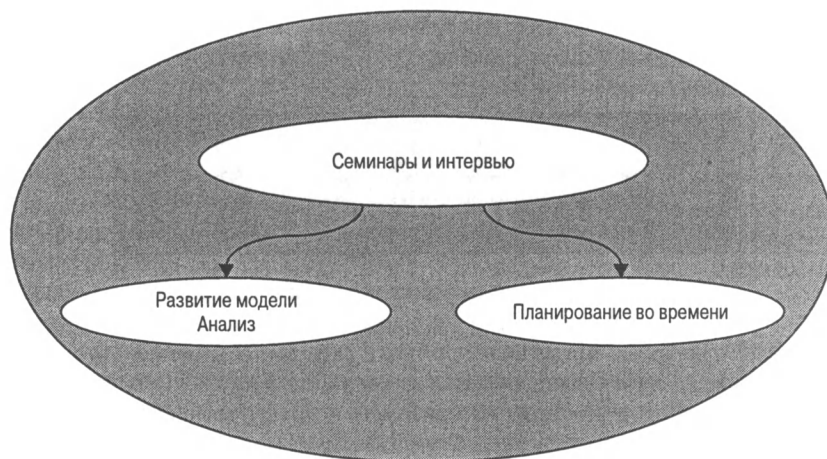 Семинары и интервью
Развитие модели
Анализ
Планирование во времени